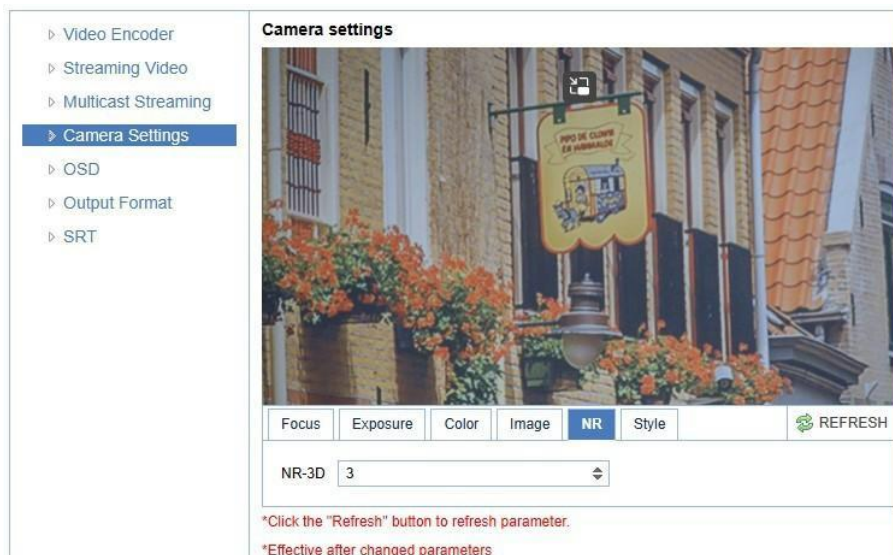 Video Encoder
Streaming Video
Multicast Streaming
Camera Settings
OSD
Output Format
SRT
Camera settings
PIPO DE CLOWN
EN MAMALOE
Focus Exposure Color Image NR Style REFRESH
NR-3D 3
*Click the "Refresh" button to refresh parameter.
*Effective after changed parameters